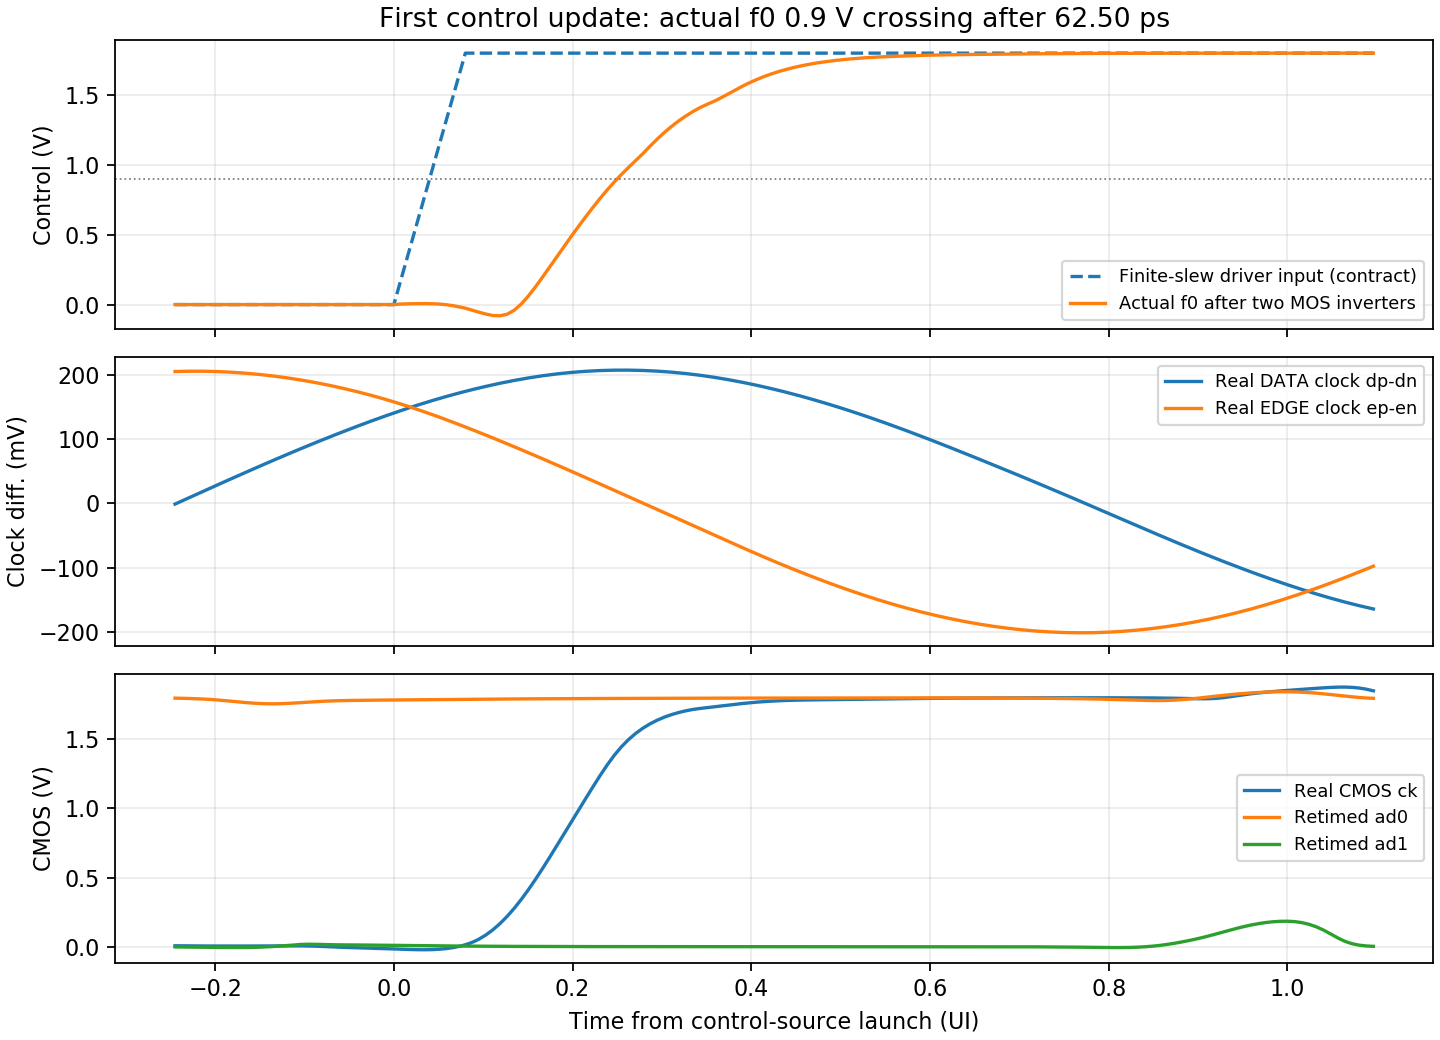 First control update: actual f0 0.9 V crossing after 62.50 ps
Control (V)
1.5
1.0
0.5
0.0
Finite-slew driver input (contract)
Actual f0 after two MOS inverters
Clock diff. (mV)
200
100
0
−100
−200
Real DATA clock dp-dn
Real EDGE clock ep-en
CMOS (V)
1.5
1.0
0.5
0.0
Real CMOS ck
Retimed ad0
Retimed ad1
−0.2 0.0 0.2 0.4 0.6 0.8 1.0
Time from control-source launch (UI)